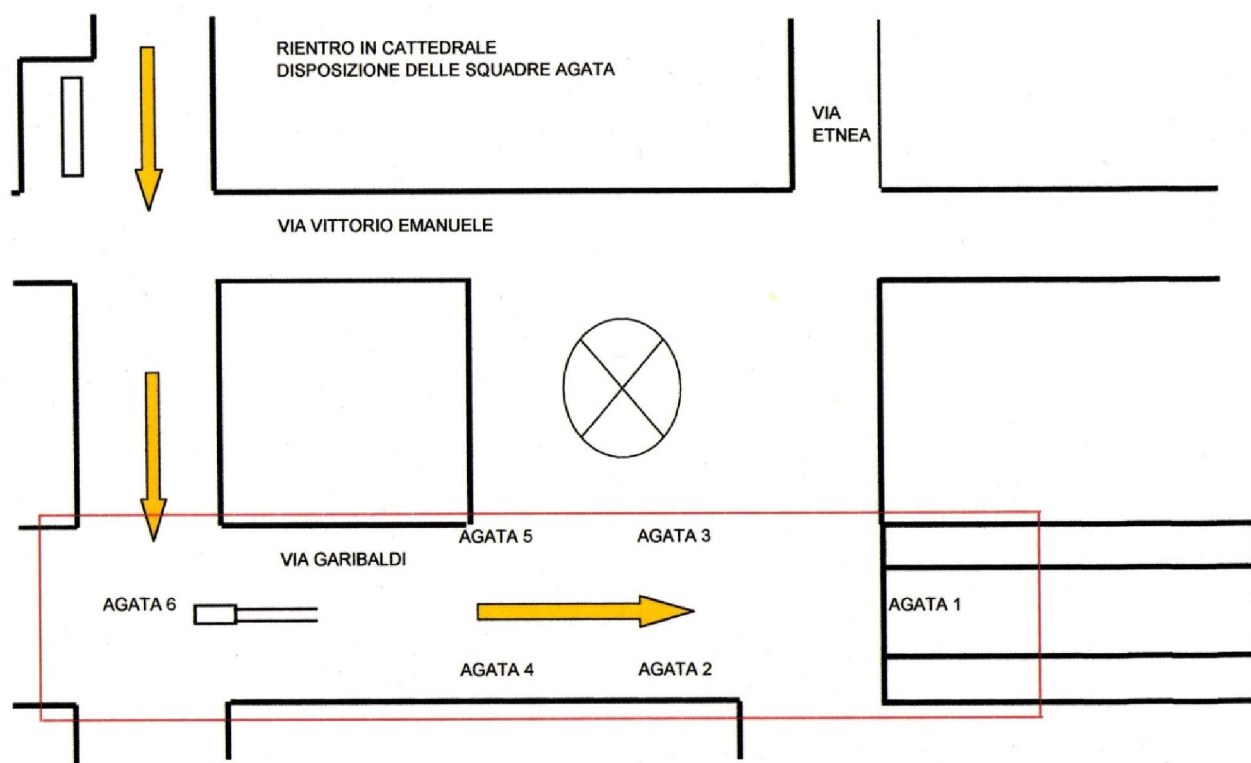 RIENTRO IN CATTEDRALE
DISPOSIZIONE DELLE SQUADRE AGATA
VIA
ETNEA
VIA VITTORIO EMANUELE
AGATA 5
AGATA 3
VIA GARIBALDI
AGATA 6
AGATA 1
AGATA 4
AGATA 2